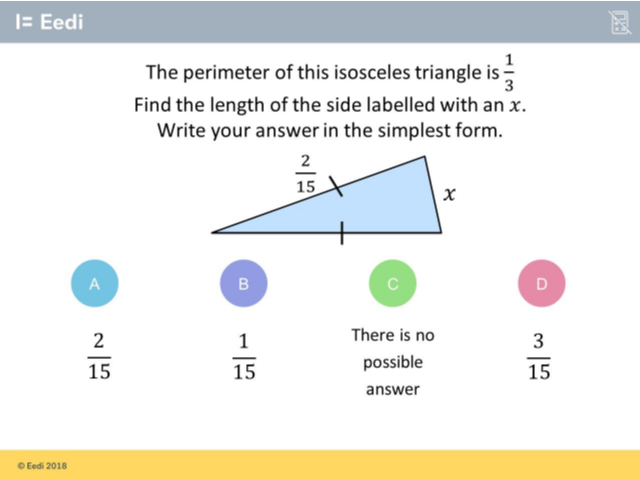 I= Eedi
The perimeter of this isosceles triangle is 1/3
Find the length of the side labelled with an x.
Write your answer in the simplest form.
2/15
x
A
B
C
D
2/15
1/15
There is no
possible
answer
3/15
© Eedi 2018